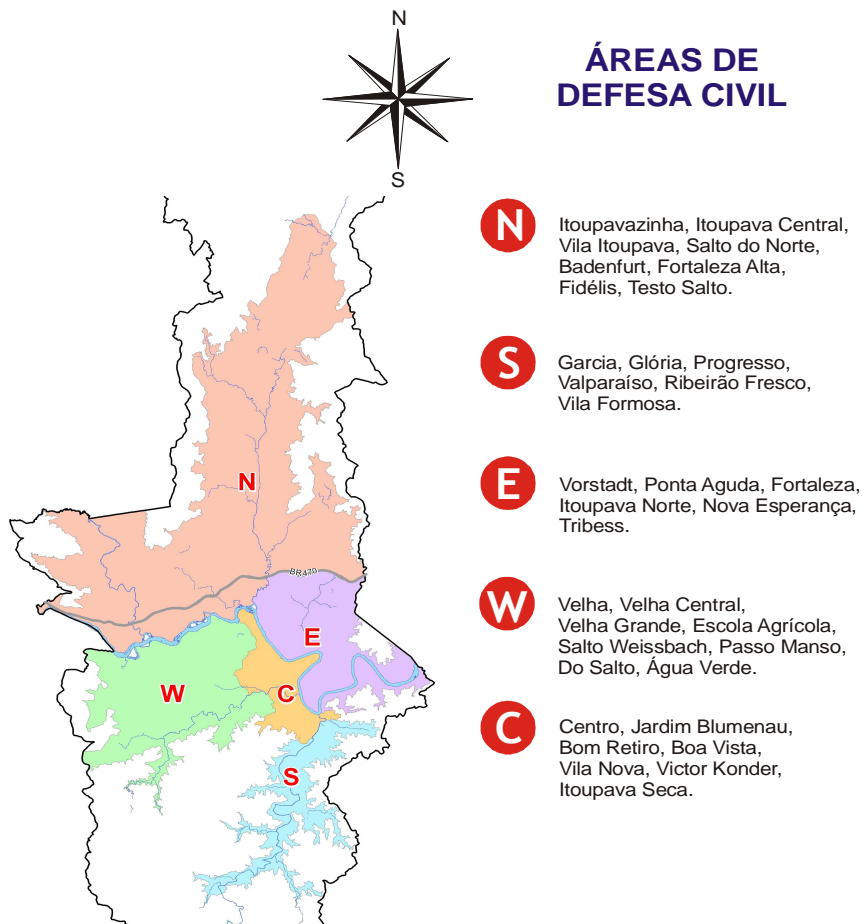 N
S
ÁREAS DE
DEFESA CIVIL
N
Itoupavazinha, Itoupava Central,
Vila Itoupava, Salto do Norte,
Badenfurt, Fortaleza Alta,
Fidélis, Testo Salto.
S
Garcia, Glória, Progresso,
Valparaíso, Ribeirão Fresco,
Vila Formosa.
E
Vorstadt, Ponta Aguda, Fortaleza,
Itoupava Norte, Nova Esperança,
Tribess.
W
Velha, Velha Central,
Velha Grande, Escola Agrícola,
Salto Weissbach, Passo Manso,
Do Salto, Água Verde.
C
Centro, Jardim Blumenau,
Bom Retiro, Boa Vista,
Vila Nova, Victor Konder,
Itoupava Seca.
N
BR470
E
W
C
S